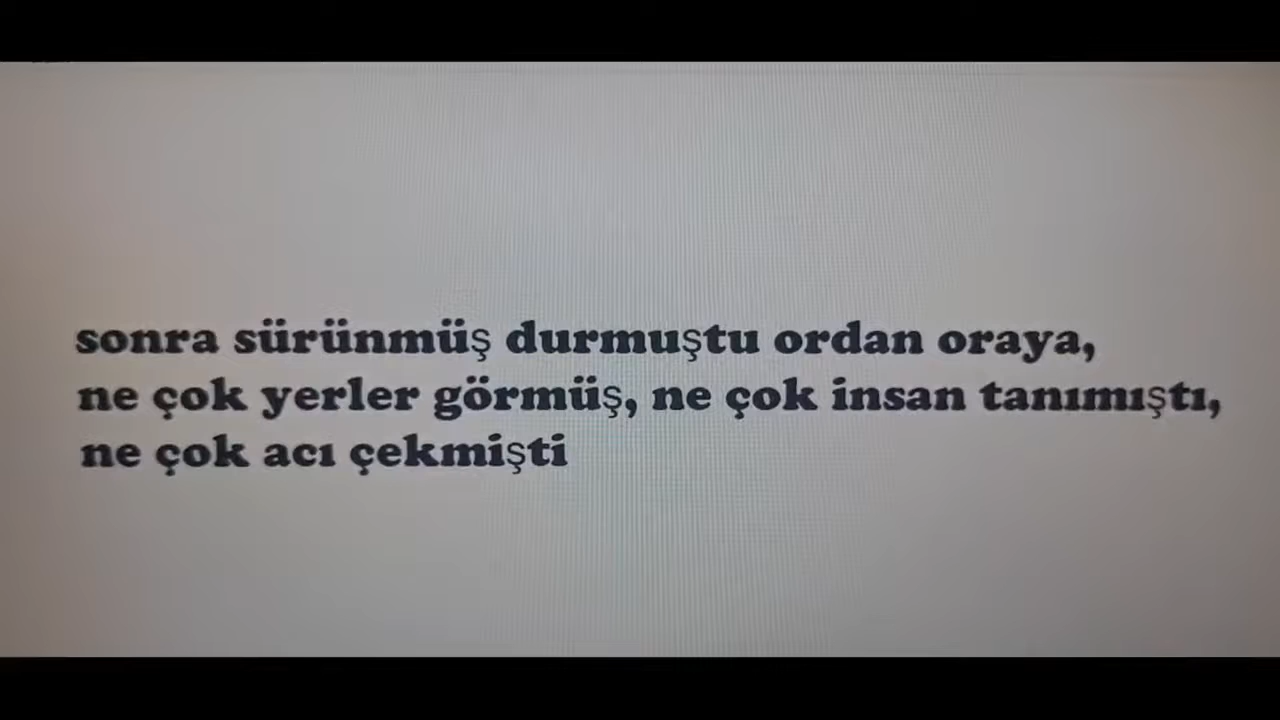 sonra sürünmüş durmuştu ordan oraya,
ne çok yerler görmüş, ne çok insan tanımıştı,
ne çok acı çekmişti